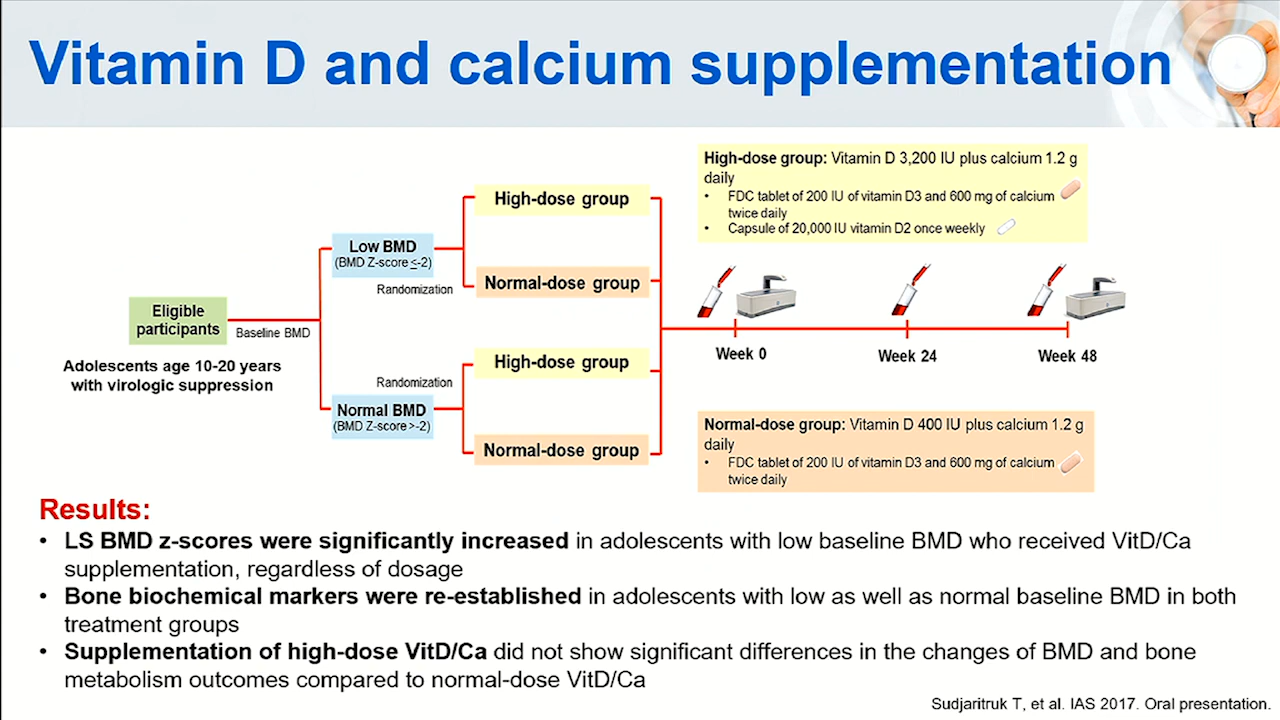 Vitamin D and calcium supplementation
High-dose group: Vitamin D 3,200 IU plus calcium 1.2 g
daily
• FDC tablet of 200 IU of vitamin D3 and 600 mg of calcium
twice daily
• Capsule of 20,000 IU vitamin D2 once weekly
High-dose group
Low BMD
(BMD Z-score ≤-2)
Randomization
Normal-dose group
Eligible
participants
Baseline BMD
Adolescents age 10-20 years
with virologic suppression
Week 0
Week 24
Week 48
High-dose group
Randomization
Normal BMD
(BMD Z-score >-2)
Normal-dose group
Normal-dose group: Vitamin D 400 IU plus calcium 1.2 g
daily
• FDC tablet of 200 IU of vitamin D3 and 600 mg of calcium
twice daily
Results:
• LS BMD z-scores were significantly increased in adolescents with low baseline BMD who received VitD/Ca
supplementation, regardless of dosage
• Bone biochemical markers were re-established in adolescents with low as well as normal baseline BMD in both
treatment groups
• Supplementation of high-dose VitD/Ca did not show significant differences in the changes of BMD and bone
metabolism outcomes compared to normal-dose VitD/Ca
Sudjaritruk T, et al. IAS 2017. Oral presentation.